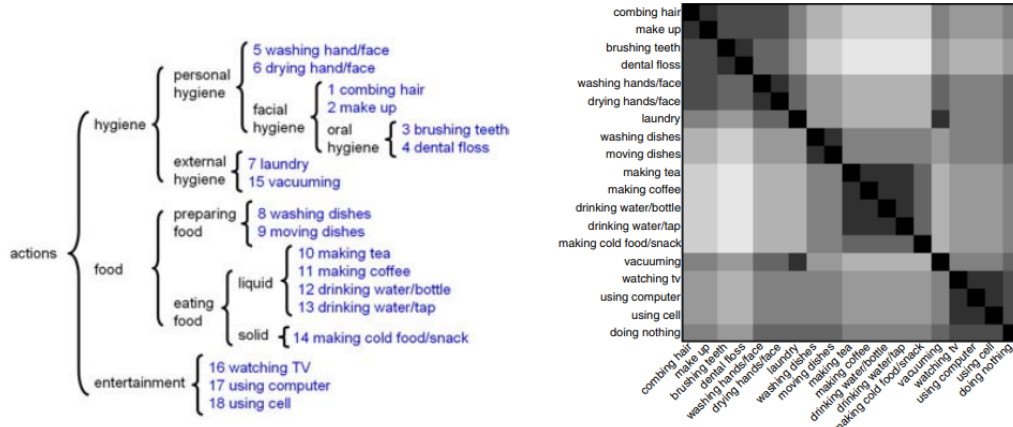 actions
hygiene
personal
hygiene
5 washing hand/face
6 drying hand/face
facial
hygiene
1 combing hair
2 make up
oral
hygiene
3 brushing teeth
4 dental floss
external
hygiene
7 laundry
15 vacuuming
food
preparing
food
8 washing dishes
9 moving dishes
eating
food
liquid
10 making tea
11 making coffee
12 drinking water/bottle
13 drinking water/tap
solid
14 making cold food/snack
entertainment
16 watching TV
17 using computer
18 using cell
combing hair
make up
brushing teeth
dental floss
washing hands/face
drying hands/face
laundry
washing dishes
moving dishes
making tea
making coffee
drinking water/bottle
drinking water/tap
making cold food/snack
vacuuming
watching tv
using computer
using cell
doing nothing
combing hair
make up
brushing teeth
dental floss
washing hands/face
drying hands/face
laundry
washing dishes
moving dishes
making tea
making coffee
drinking water/bottle
drinking water/tap
making cold food/snack
vacuuming
watching tv
using computer
using cell
doing nothing